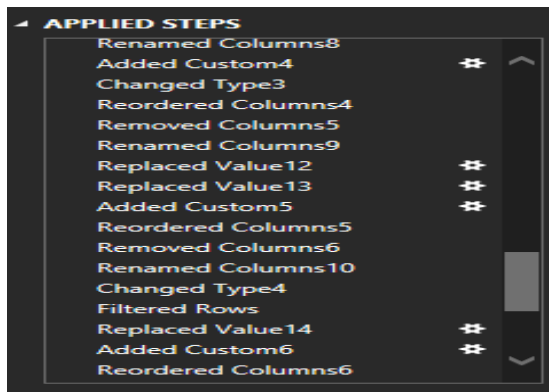 APPLIED STEPS
Renamed Columns8
Added Custom4
Changed Type3
Reordered Columns4
Removed Columns5
Renamed Columns9
Replaced Value12
Replaced Value13
Added Custom5
Reordered Columns5
Removed Columns6
Renamed Columns10
Changed Type4
Filtered Rows
Replaced Value14
Added Custom6
Reordered Columns6